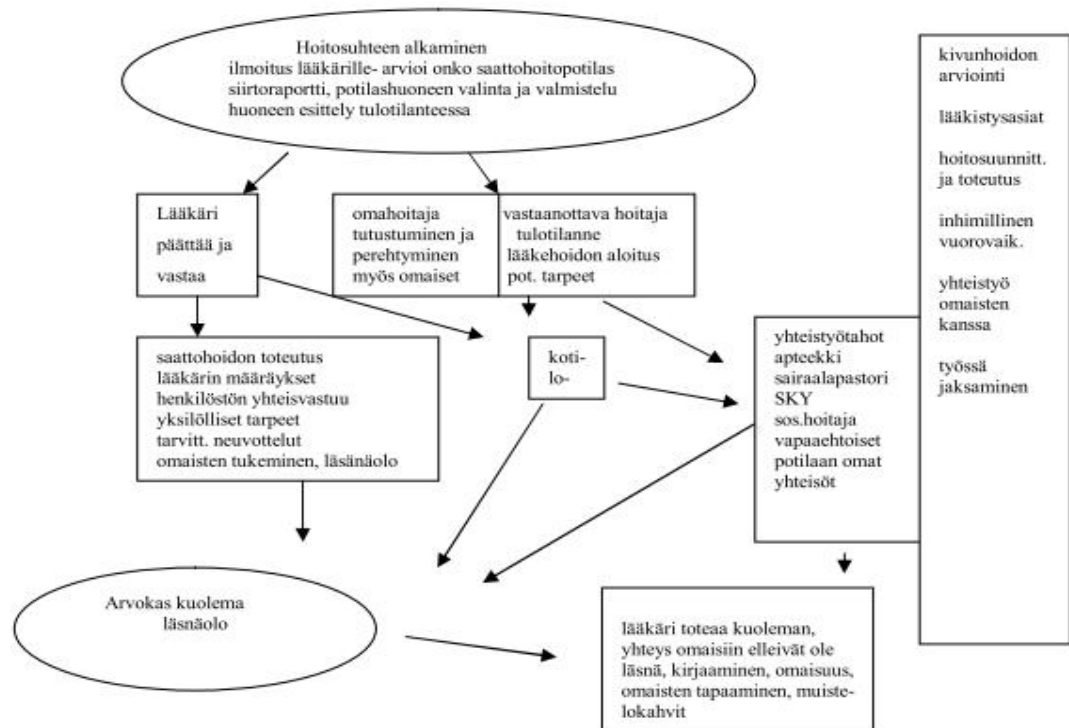 Hoitosuhteen alkaminen
ilmoitus lääkärille- arvioi onko saattohoitopotilas
siirtoraportti, potilashuoneen valinta ja valmistelu
huoneen esittely tulotilanteessa
Lääkäri
päättää ja
vastaa
omahoitaja
tutustuminen ja
perehtyminen
myös omaiset
vastaanottava hoitaja
tulotilanne
lääkehoidon aloitus
pot. tarpeet
kivunhoidon
arviointi
lääkistysasiat
hoitosuunnitt.
ja toteutus
inhimillinen
vuorovaik.
yhteistyö
omaisten
kanssa
työssä
jaksaminen
saattohoidon toteutus
lääkärin määräykset
henkilöstön yhteisvastuu
yksilölliset tarpeet
tarvitt. neuvottelut
omaisten tukeminen, läsänäolo
koti-
lo-
yhteistyötahot
apteekki
sairaalapastori
SKY
sos.hoitaja
vapaaehtoiset
potilaan omat
yhteisöt
Arvokas kuolema
läsnäolo
lääkäri toteaa kuoleman,
yhteys omaisiin elleivät ole
läsnä, kirjaaminen, omaisuus,
omaisten tapaaminen, muiste-
lokahvit